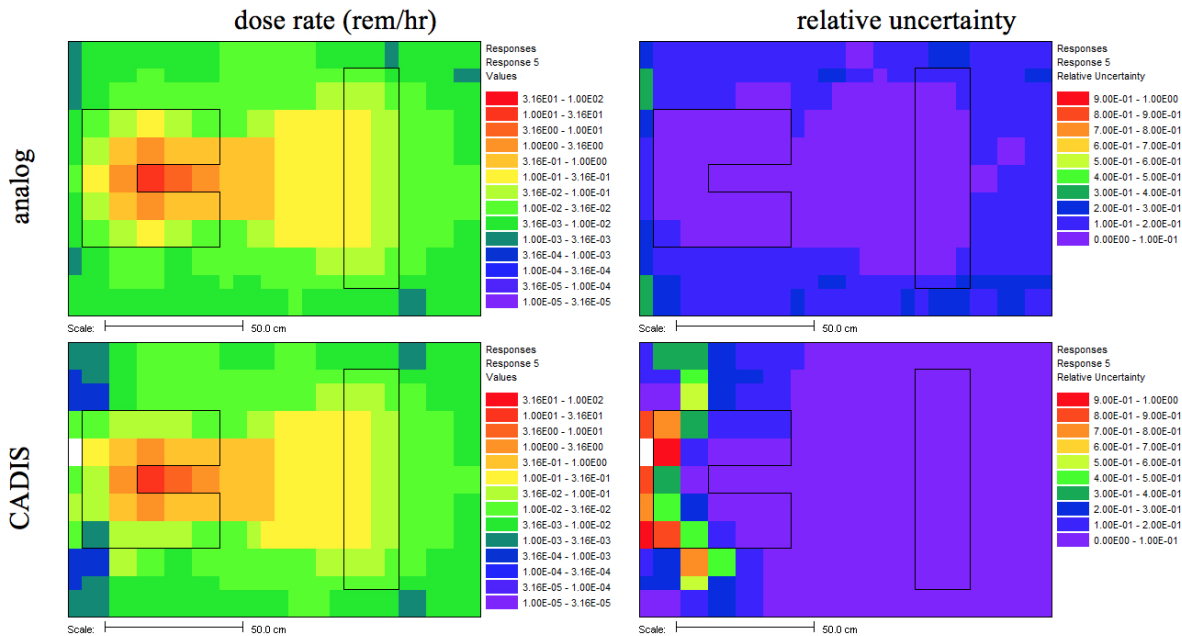 dose rate (rem/hr)
relative uncertainty
analog
Responses
Response 5
Values
3.16E01 - 1.00E02
1.00E01 - 3.16E01
3.16E00 - 1.00E01
1.00E00 - 3.16E00
3.16E-01 - 1.00E00
1.00E-01 - 3.16E-01
3.16E-02 - 1.00E-01
1.00E-02 - 3.16E-02
3.16E-03 - 1.00E-02
1.00E-03 - 3.16E-03
3.16E-04 - 1.00E-03
1.00E-04 - 3.16E-04
3.16E-05 - 1.00E-04
1.00E-05 - 3.16E-05
Scale: 50.0 cm
Responses
Response 5
Relative Uncertainty
9.00E-01 - 1.00E00
8.00E-01 - 9.00E-01
7.00E-01 - 8.00E-01
6.00E-01 - 7.00E-01
5.00E-01 - 6.00E-01
4.00E-01 - 5.00E-01
3.00E-01 - 4.00E-01
2.00E-01 - 3.00E-01
1.00E-01 - 2.00E-01
0.00E00 - 1.00E-01
Scale: 50.0 cm
CADIS
Responses
Response 5
Values
3.16E01 - 1.00E02
1.00E01 - 3.16E01
3.16E00 - 1.00E01
1.00E00 - 3.16E00
3.16E-01 - 1.00E00
1.00E-01 - 3.16E-01
3.16E-02 - 1.00E-01
1.00E-02 - 3.16E-02
3.16E-03 - 1.00E-02
1.00E-03 - 3.16E-03
3.16E-04 - 1.00E-03
1.00E-04 - 3.16E-04
3.16E-05 - 1.00E-04
1.00E-05 - 3.16E-05
Scale: 50.0 cm
Responses
Response 5
Relative Uncertainty
9.00E-01 - 1.00E00
8.00E-01 - 9.00E-01
7.00E-01 - 8.00E-01
6.00E-01 - 7.00E-01
5.00E-01 - 6.00E-01
4.00E-01 - 5.00E-01
3.00E-01 - 4.00E-01
2.00E-01 - 3.00E-01
1.00E-01 - 2.00E-01
0.00E00 - 1.00E-01
Scale: 50.0 cm